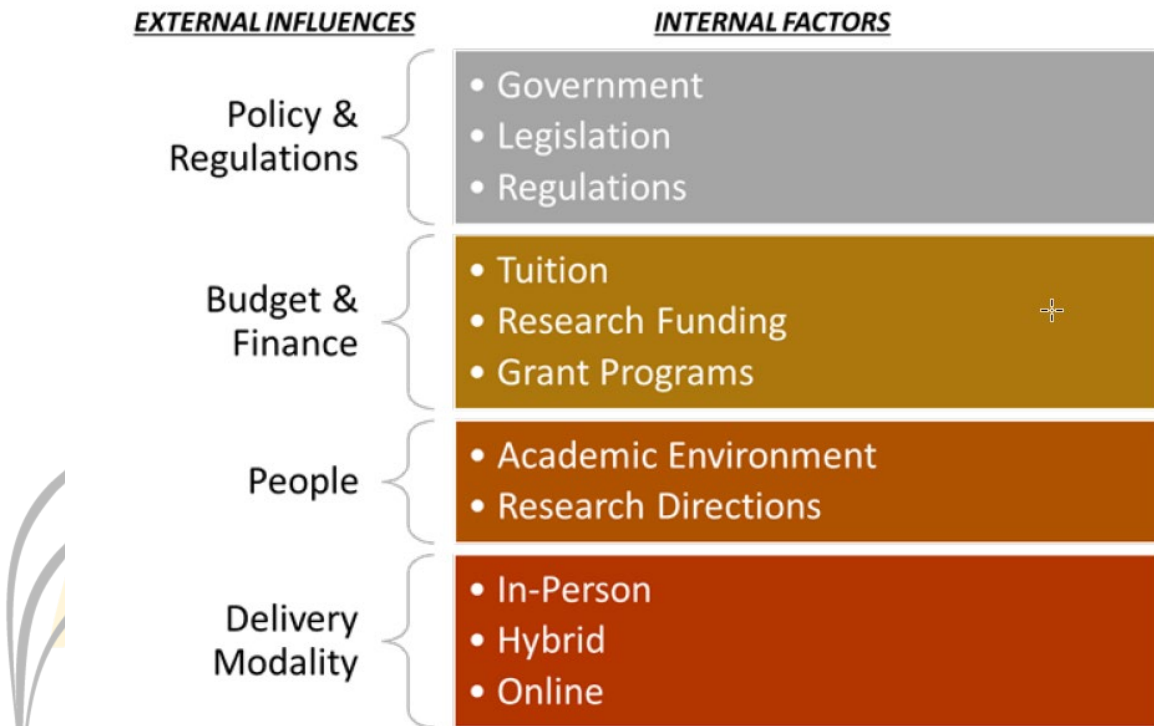 EXTERNAL INFLUENCES
INTERNAL FACTORS
Policy &
Regulations
• Government
• Legislation
• Regulations
Budget &
Finance
• Tuition
• Research Funding
• Grant Programs
People
• Academic Environment
• Research Directions
Delivery
Modality
• In-Person
• Hybrid
• Online